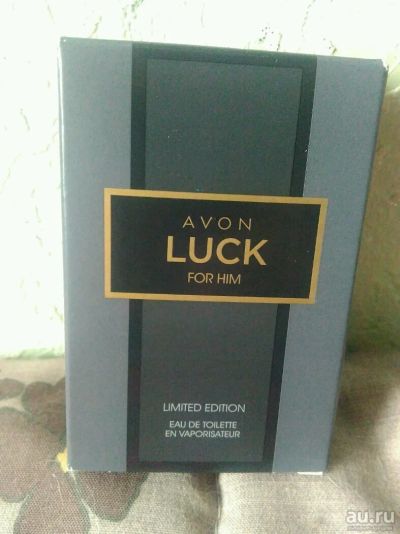 AVON
LUCK
FOR HIM
LIMITED EDITION
EAU DE TOILETTE
EN VAPORISATEUR
au.ru